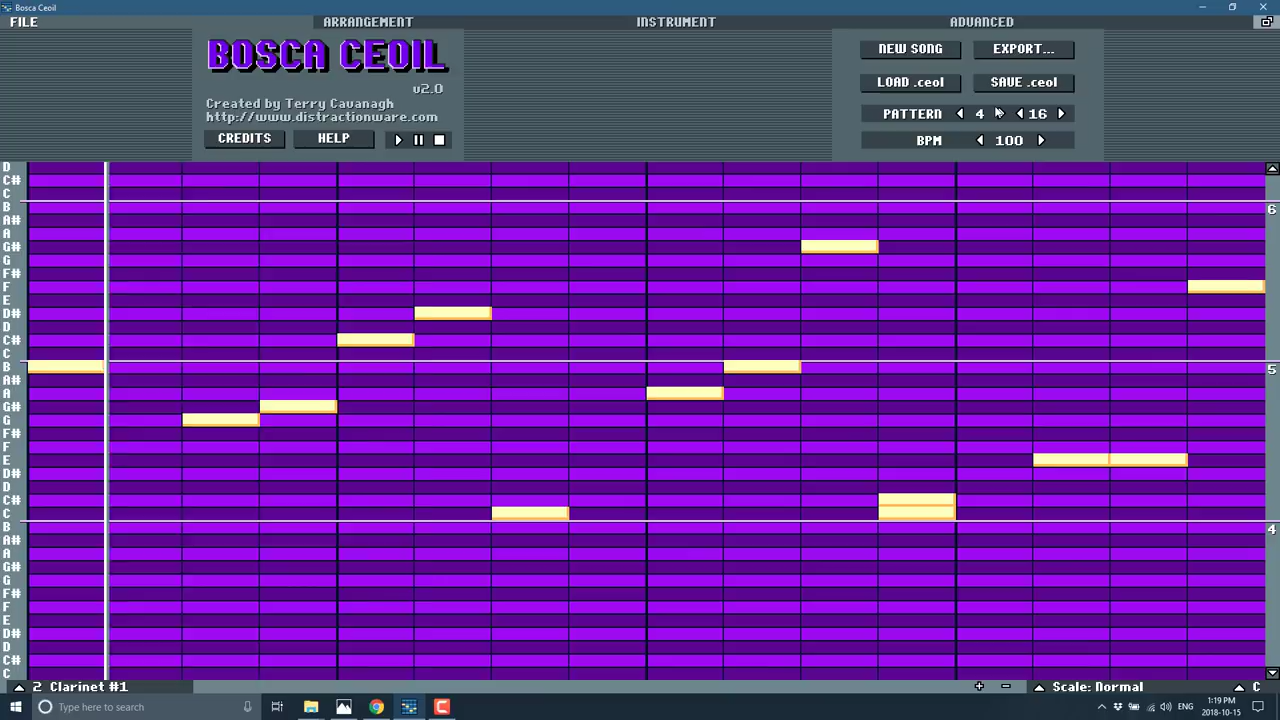 Bosca Ceoil
FILE
ARRANGEMENT
INSTRUMENT
ADVANCED
BOSCA CEOIL
v2.0
Created by Terry Cavanagh
http://www.distractionware.com
CREDITS
HELP
NEW SONG
EXPORT...
LOAD .ceol
SAVE .ceol
PATTERN 4 16
BPM 100
D
C#
C
B
A#
A
G#
G
F#
F
E
D#
D
C#
C
B
A#
A
G#
G
F#
F
E
D#
D
C#
C
B
A#
A
G#
G
F#
F
E
D#
D
C#
C
6
5
4
2 Clarinet #1
+
-
Scale: Normal
C
Type here to search
ENG
1:19 PM
2018-10-15